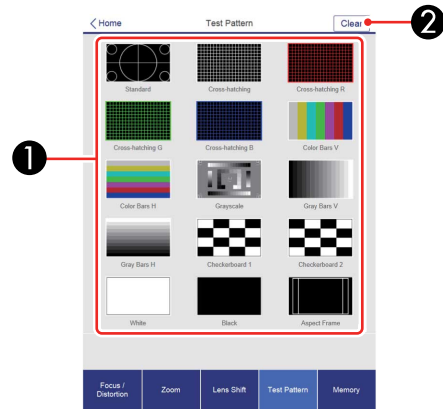 < Home
Test Pattern
Clear
2
Standard
Cross-hatching
Cross-hatching R
Cross-hatching G
Cross-hatching B
Color Bars V
1
Color Bars H
Grayscale
Gray Bars V
Gray Bars H
Checkerboard 1
Checkerboard 2
White
Black
Aspect Frame
Focus /
Distortion
Zoom
Lens Shift
Test Pattern
Memory